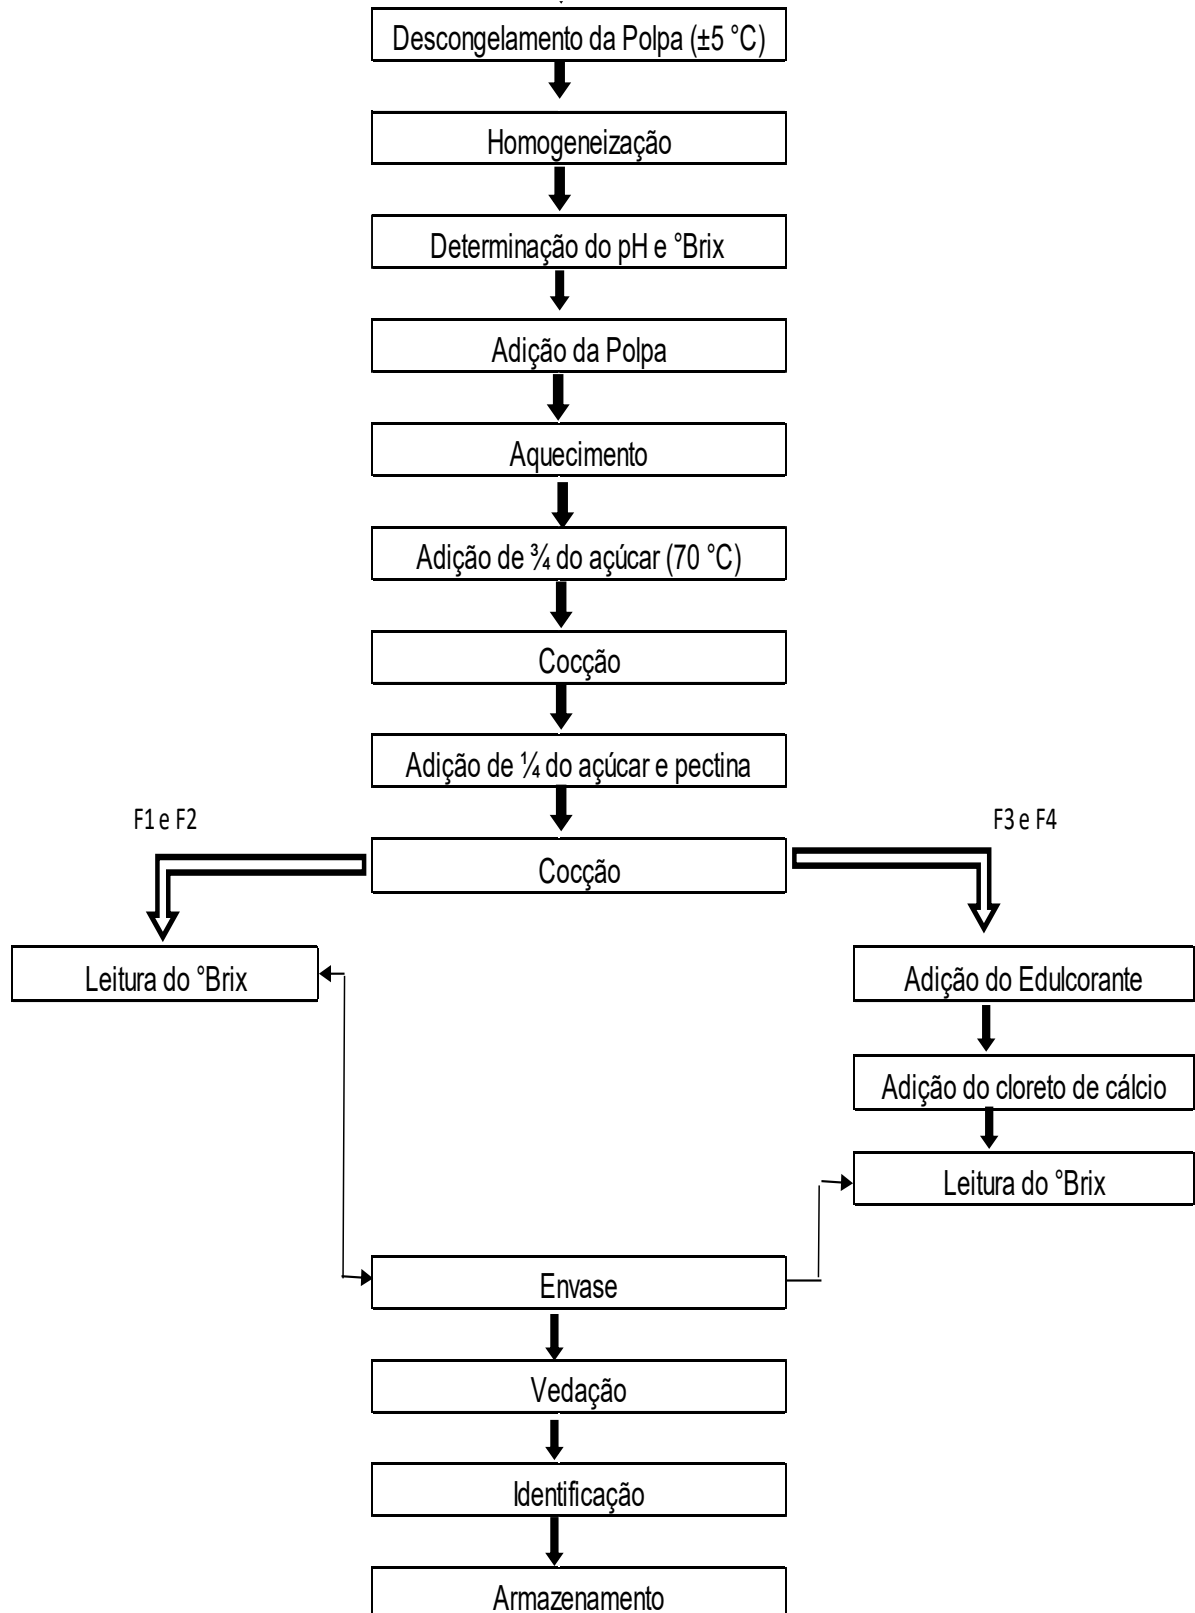 Descongelamento da Polpa (±5 °C)
Homogeneização
Determinação do pH e °Brix
Adição da Polpa
Aquecimento
Adição de ¾ do açúcar (70 °C)
Cocção
Adição de ¼ do açúcar e pectina
F1 e F2
F3 e F4
Cocção
Leitura do °Brix
Adição do Edulcorante
Adição do cloreto de cálcio
Leitura do °Brix
Envase
Vedação
Identificação
Armazenamento